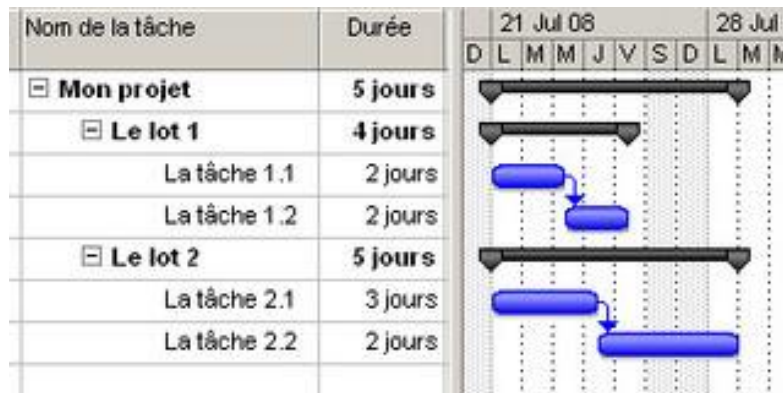 Nom de la tâche Durée 21 Jul 08 28 Jul
D L M M J V S D L M M
Mon projet 5 jours
Le lot 1 4 jours
La tâche 1.1 2 jours
La tâche 1.2 2 jours
Le lot 2 5 jours
La tâche 2.1 3 jours
La tâche 2.2 2 jours